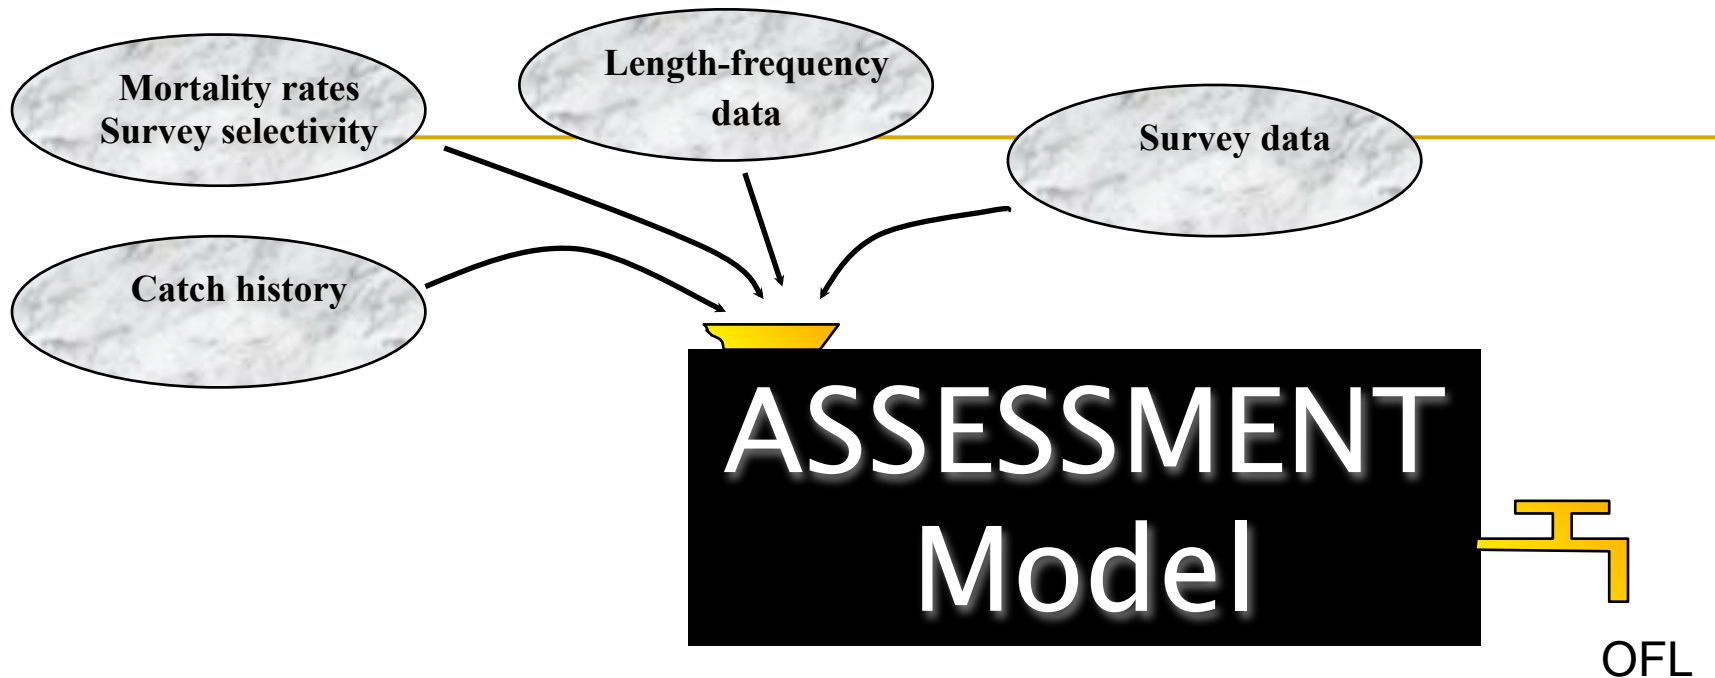 Mortality rates
Survey selectivity
Length-frequency
data
Survey data
Catch history
ASSESSMENT
Model
OFL